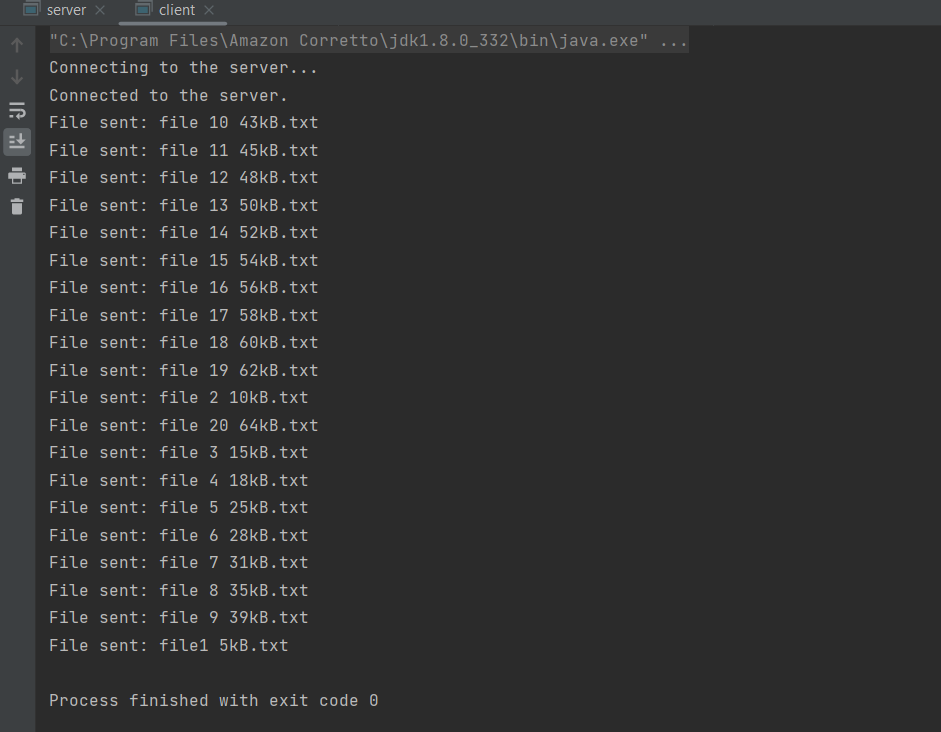 server client
"C:\Program Files\Amazon Corretto\jdk1.8.0_332\bin\java.exe" ...
Connecting to the server...
Connected to the server.
File sent: file 10 43kB.txt
File sent: file 11 45kB.txt
File sent: file 12 48kB.txt
File sent: file 13 50kB.txt
File sent: file 14 52kB.txt
File sent: file 15 54kB.txt
File sent: file 16 56kB.txt
File sent: file 17 58kB.txt
File sent: file 18 60kB.txt
File sent: file 19 62kB.txt
File sent: file 2 10kB.txt
File sent: file 20 64kB.txt
File sent: file 3 15kB.txt
File sent: file 4 18kB.txt
File sent: file 5 25kB.txt
File sent: file 6 28kB.txt
File sent: file 7 31kB.txt
File sent: file 8 35kB.txt
File sent: file 9 39kB.txt
File sent: file1 5kB.txt
Process finished with exit code 0